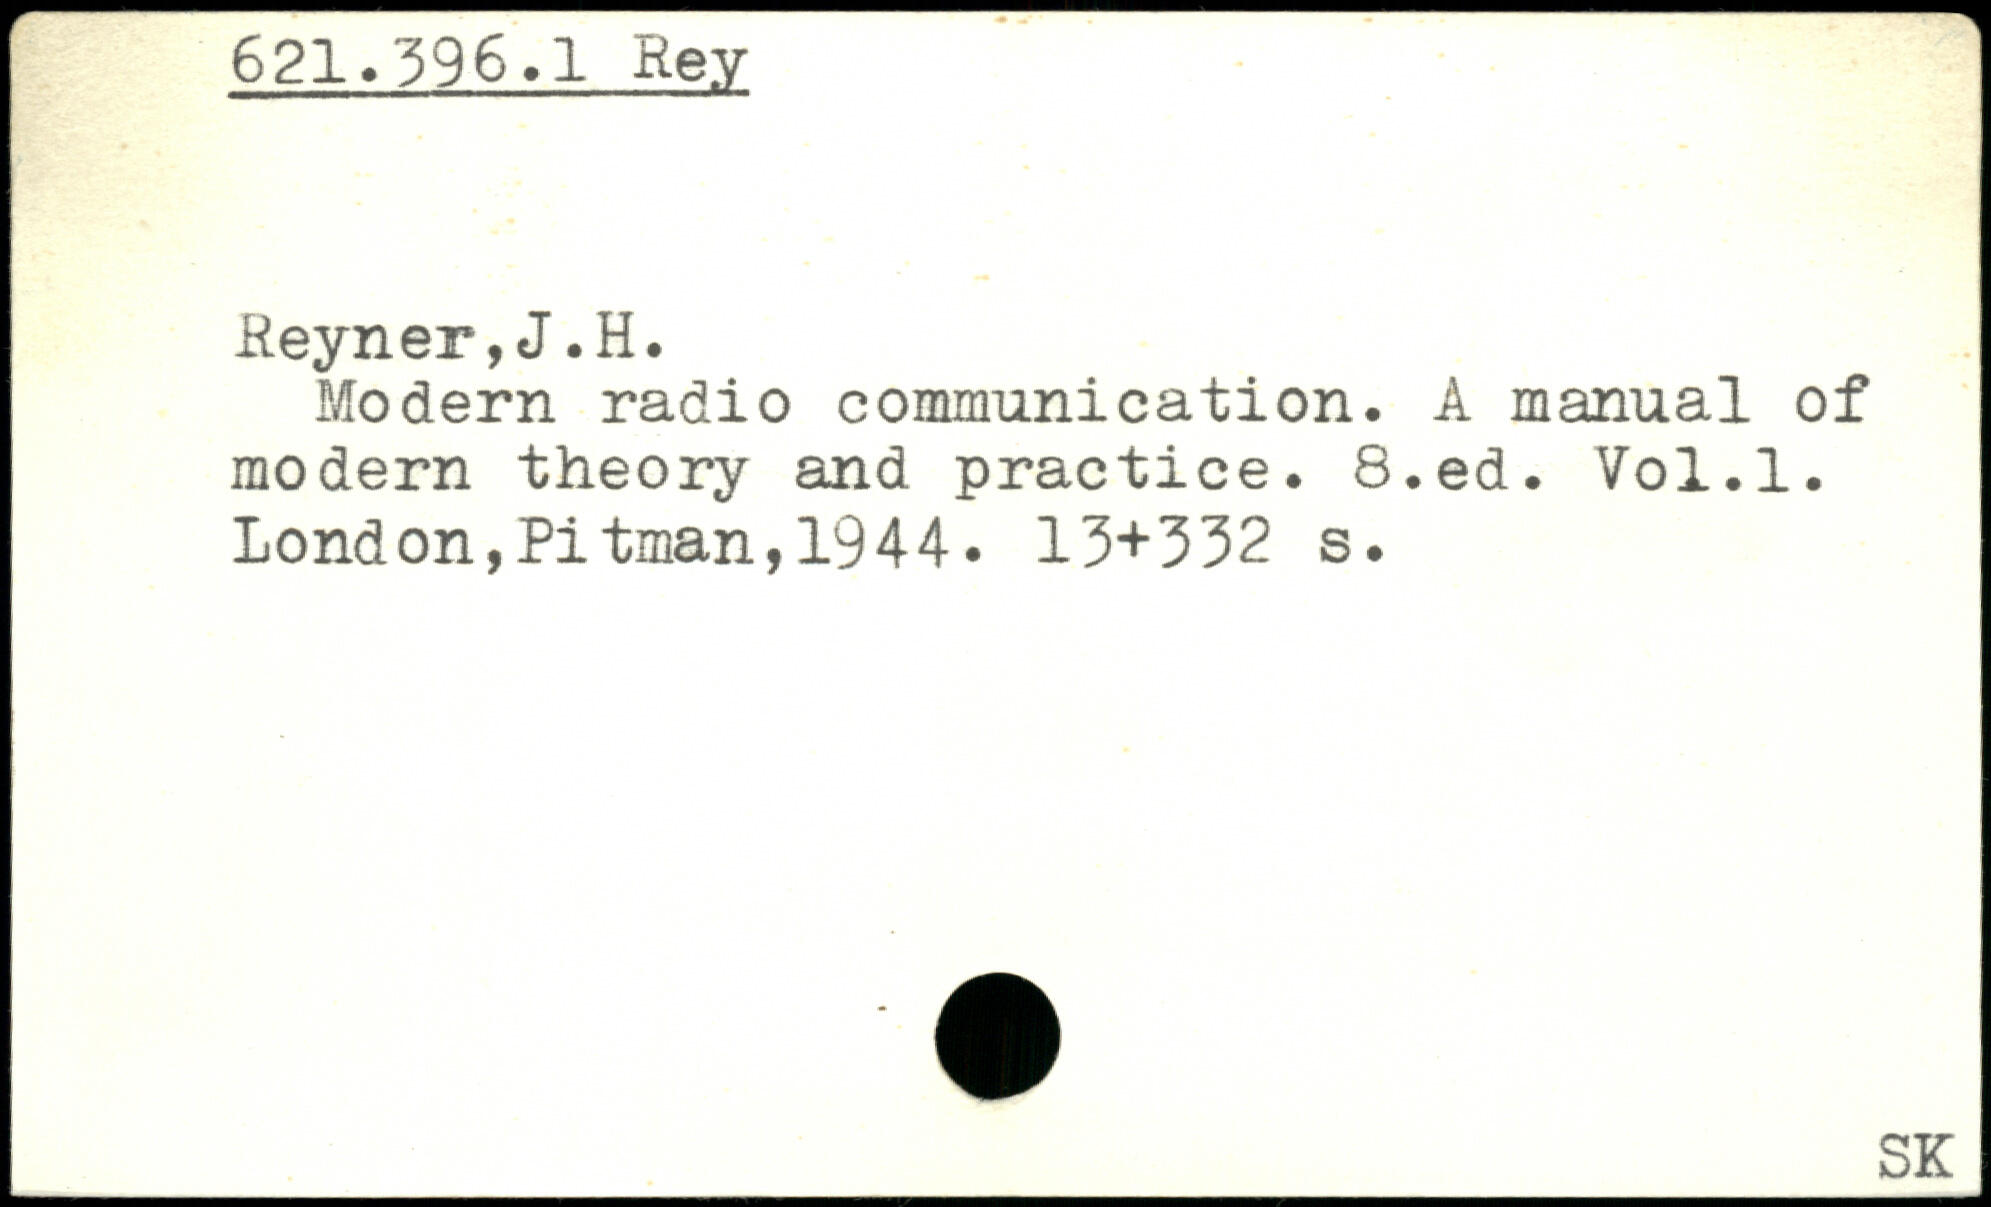 621.396.1 Rey
Reyner,J.H.
Modern radio communication. A manual of
modern theory and practice. 8.ed. Vol.1.
London,Pitman,1944. 13+332 s.
SK